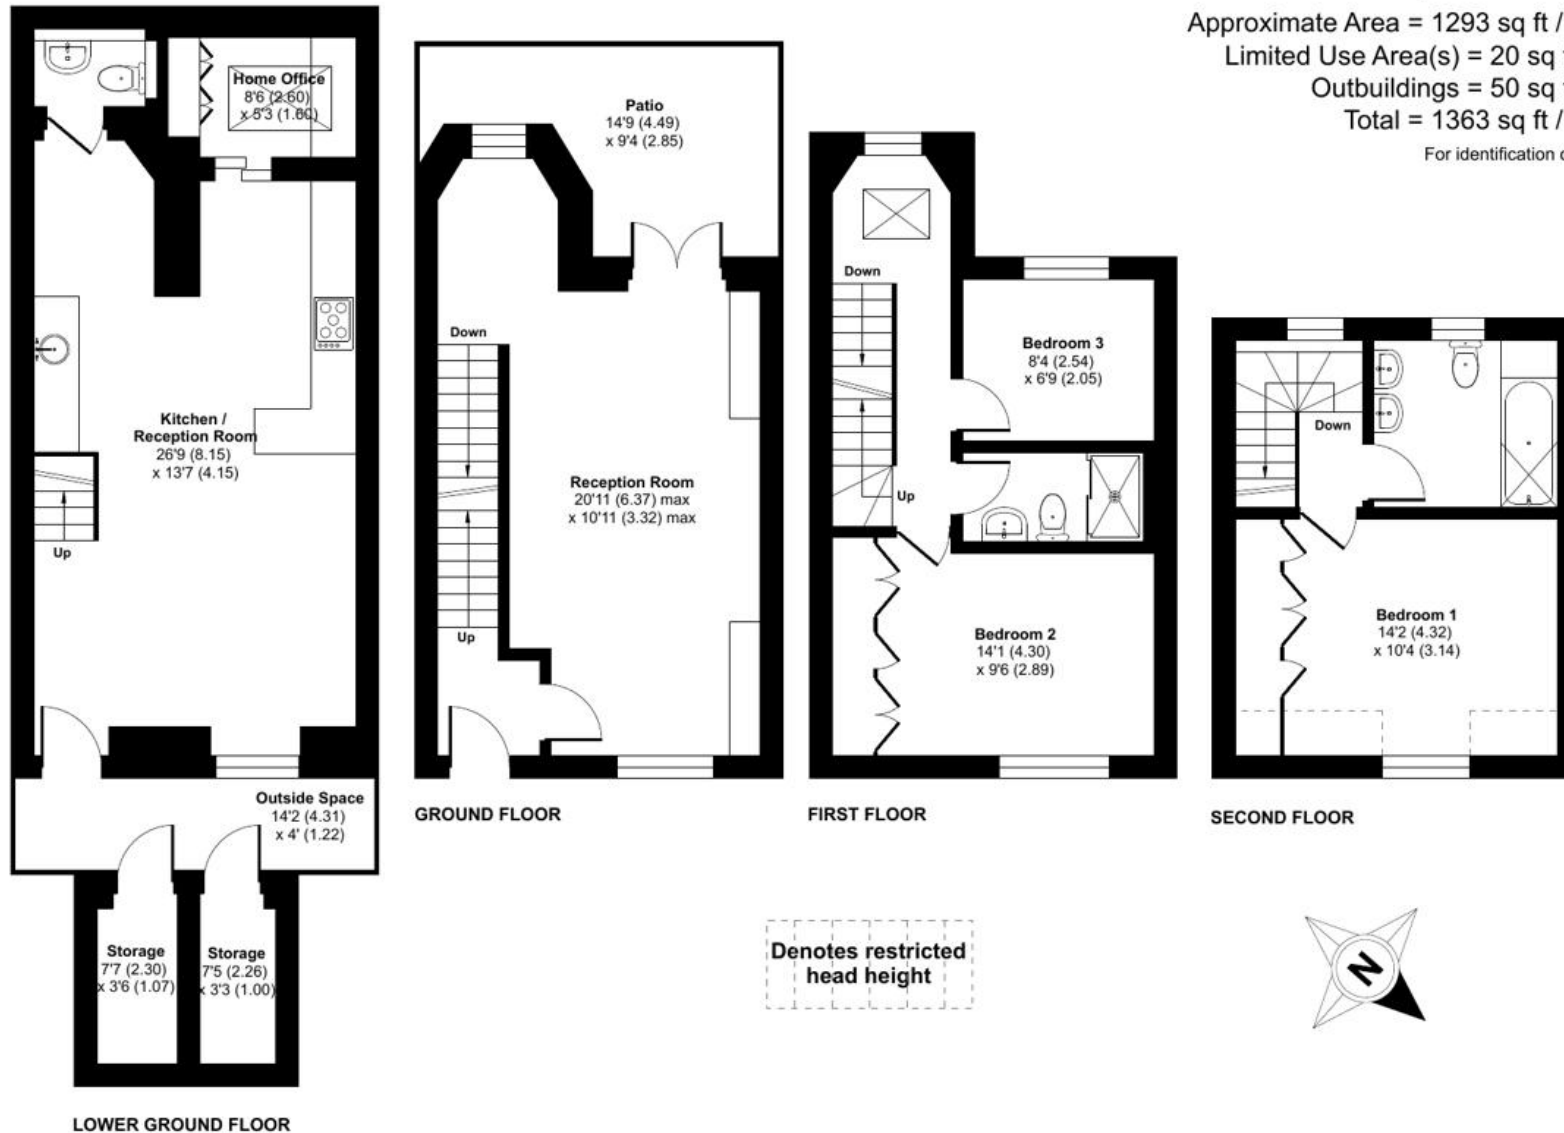 Approximate Area = 1293 sq ft /
Limited Use Area(s) = 20 sq
Outbuildings = 50 sq
Total = 1363 sq ft /
For identification
Home Office
8'6 (2.60)
x 5'3 (1.60)
Kitchen /
Reception Room
26'9 (8.15)
x 13'7 (4.15)
Up
Outside Space
14'2 (4.31)
x 4' (1.22)
Storage
7'7 (2.30)
x 3'6 (1.07)
Storage
7'5 (2.26)
x 3'3 (1.00)
LOWER GROUND FLOOR
Patio
14'9 (4.49)
x 9'4 (2.85)
Down
Reception Room
20'11 (6.37) max
x 10'11 (3.32) max
Up
GROUND FLOOR
Down
Bedroom 3
8'4 (2.54)
x 6'9 (2.05)
Up
Bedroom 2
14'1 (4.30)
x 9'6 (2.89)
FIRST FLOOR
Down
Bedroom 1
14'2 (4.32)
x 10'4 (3.14)
SECOND FLOOR
Denotes restricted
head height
N